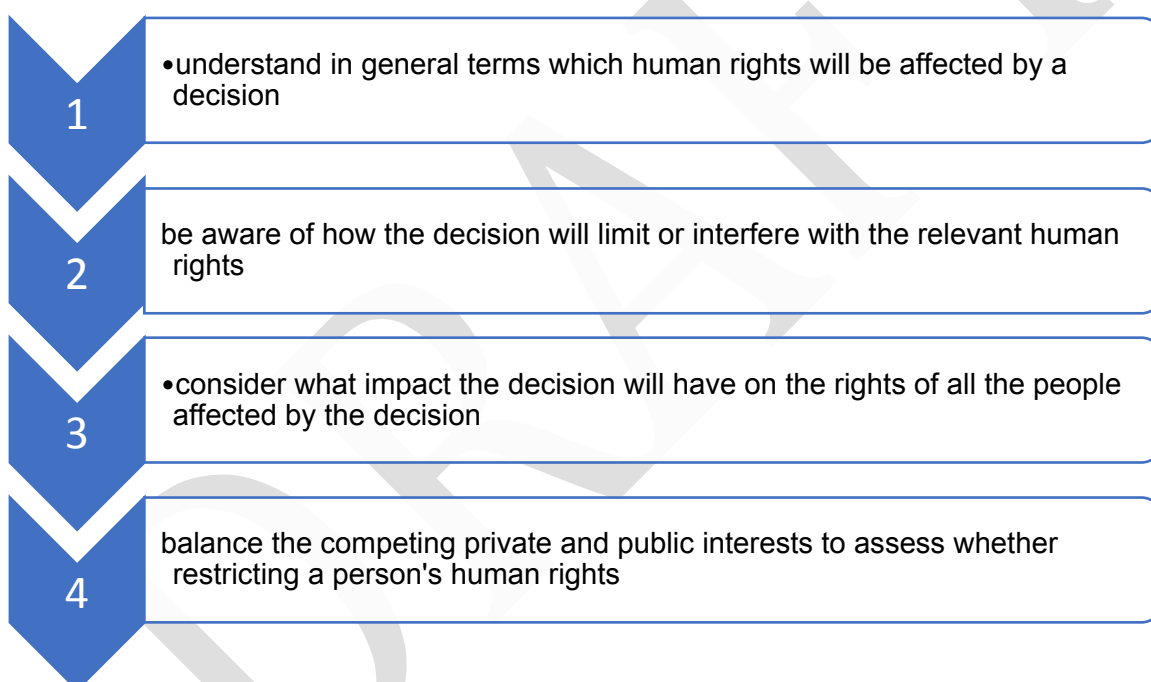 1
•understand in general terms which human rights will be affected by a
decision
2
be aware of how the decision will limit or interfere with the relevant human
rights
3
•consider what impact the decision will have on the rights of all the people
affected by the decision
4
balance the competing private and public interests to assess whether
restricting a person's human rights